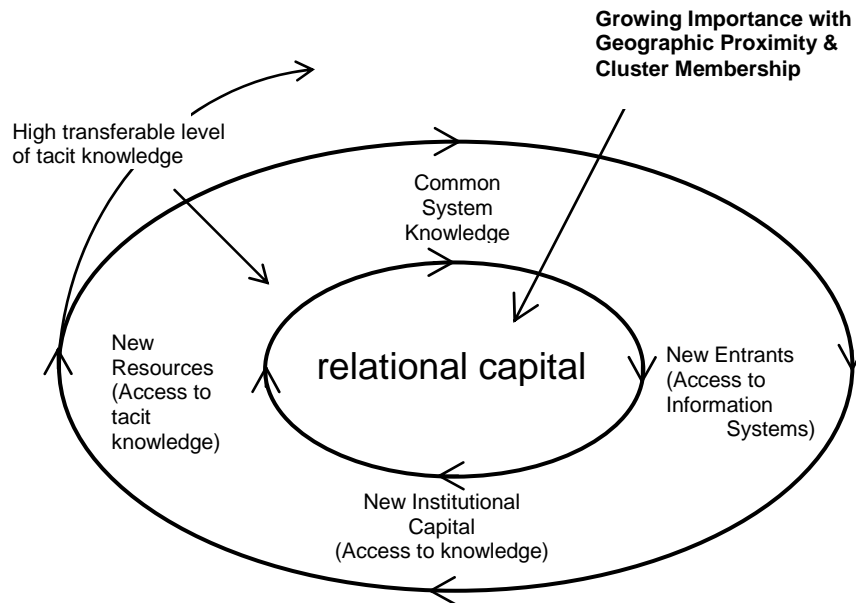 Growing Importance with
Geographic Proximity &
Cluster Membership
High transferable level
of tacit knowledge
Common
System
Knowledge
New
Resources
(Access to
tacit
knowledge)
relational capital
New Entrants
(Access to
Information
Systems)
New Institutional
Capital
(Access to knowledge)